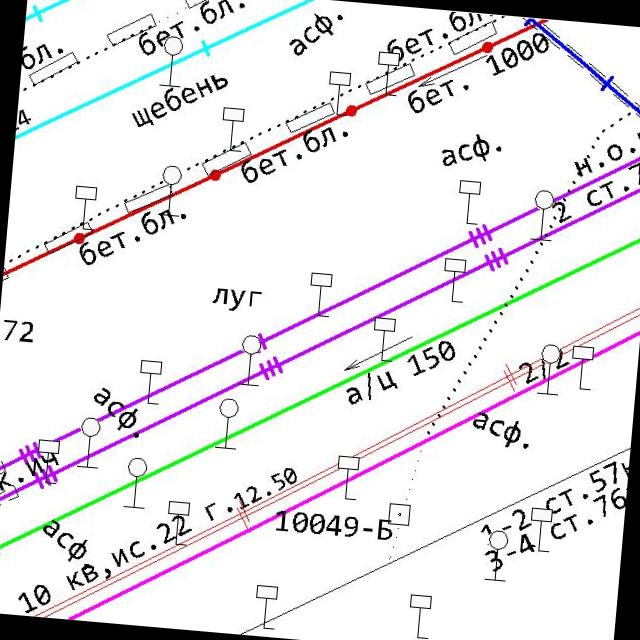 бл.
бет.бл.
асф.
бет.бл
4
щебень
бет. 1000
бет.бл.
асф.
н.о.
2 ст.7
бет.бл.
луг
72
а/ц 150
2/2
асф.
асф.
к.ич
10 кв,ис.22 г.12.50
10049-Б
асф
1-2 ст.57
3-4 ст.76